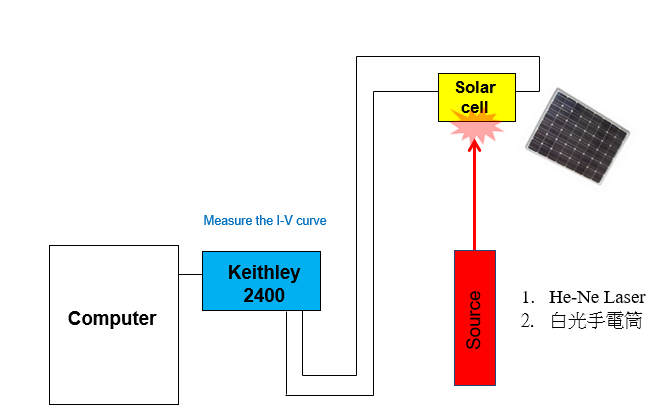 Solar
cell
Measure the I-V curve
Keithley
2400
Computer
Source
1. He-Ne Laser
2. 白光手電筒